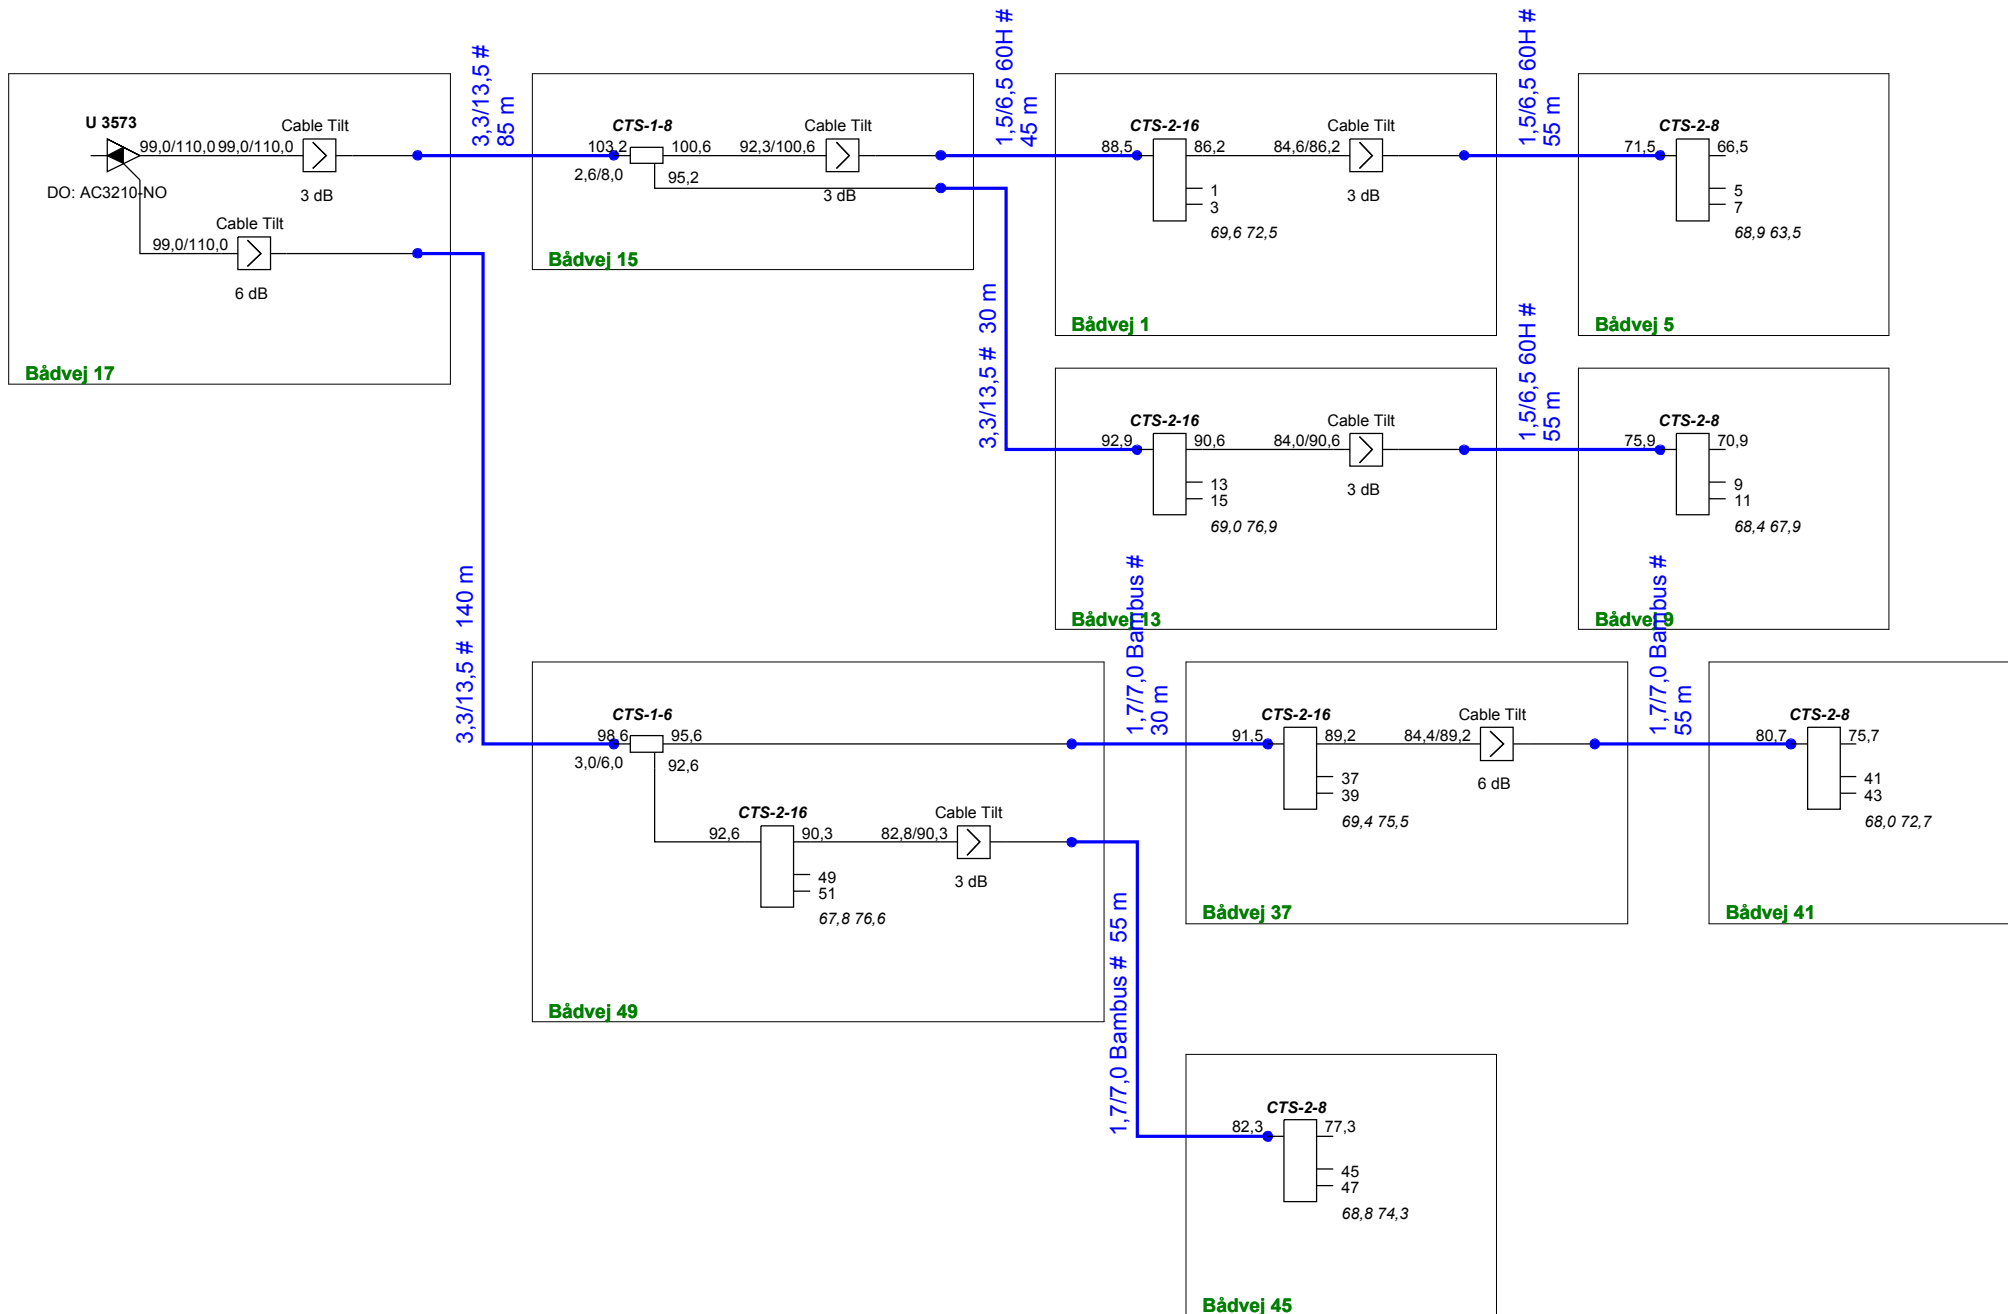 U 3573
99,0/110,0 99,0/110,0
Cable Tilt
3 dB
DO: AC3210-NO
Cable Tilt
99,0/110,0
6 dB
Bådvej 17
3,3/13,5 #
85 m
CTS-1-8
103,2
100,6
2,6/8,0
95,2
92,3/100,6
Cable Tilt
3 dB
Bådvej 15
1,5/6,5 60H #
45 m
CTS-2-16
88,5
86,2
1
3
69,6 72,5
84,6/86,2
Cable Tilt
3 dB
Bådvej 1
1,5/6,5 60H #
55 m
CTS-2-8
71,5
66,5
5
7
68,9 63,5
Bådvej 5
3,3/13,5 # 30 m
CTS-2-16
92,9
90,6
13
15
69,0 76,9
84,0/90,6
Cable Tilt
3 dB
Bådvej 13
1,5/6,5 60H #
55 m
CTS-2-8
75,9
70,9
9
11
68,4 67,9
Bådvej 9
3,3/13,5 # 140 m
CTS-1-6
98,6
95,6
3,0/6,0
92,6
CTS-2-16
92,6
90,3
49
51
67,8 76,6
82,8/90,3
Cable Tilt
3 dB
Bådvej 49
1,7/7,0 Bambus #
30 m
CTS-2-16
91,5
89,2
37
39
69,4 75,5
84,4/89,2
Cable Tilt
6 dB
Bådvej 37
1,7/7,0 Bambus #
55 m
CTS-2-8
80,7
75,7
41
43
68,0 72,7
Bådvej 41
1,7/7,0 Bambus # 55 m
CTS-2-8
82,3
77,3
45
47
68,8 74,3
Bådvej 45